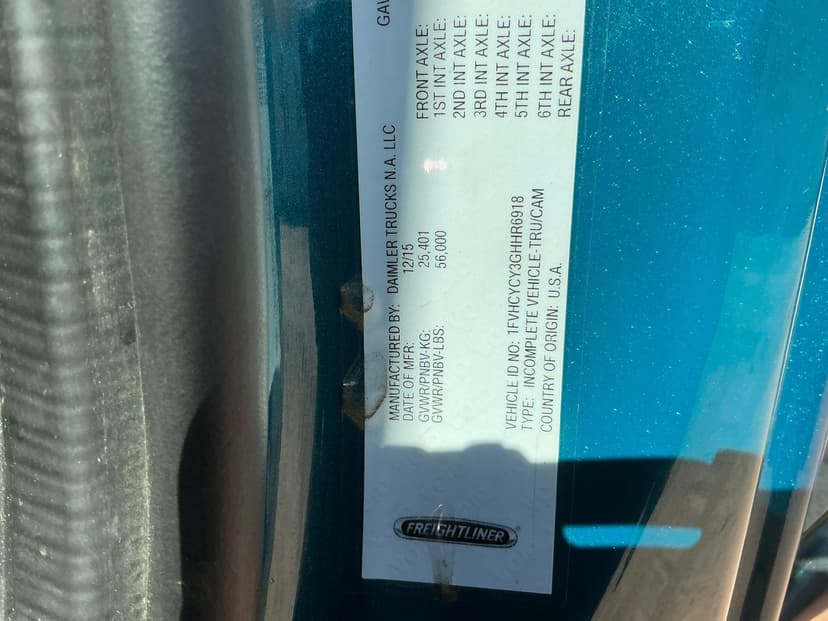 MANUFACTURED BY: DAIMLER TRUCKS N.A. LLC
DATE OF MFR: 12/15
GVWR/PNBV-KG: 25,401
GVWR/PNBV-LBS: 56,000
VEHICLE ID NO: 1FVHCYCY3GHHR6918
TYPE: INCOMPLETE VEHICLE-TRU/CAM
COUNTRY OF ORIGIN: U.S.A.
FREIGHTLINER
FRONT AXLE:
1ST INT AXLE:
2ND INT AXLE:
3RD INT AXLE:
4TH INT AXLE:
5TH INT AXLE:
6TH INT AXLE:
REAR AXLE: